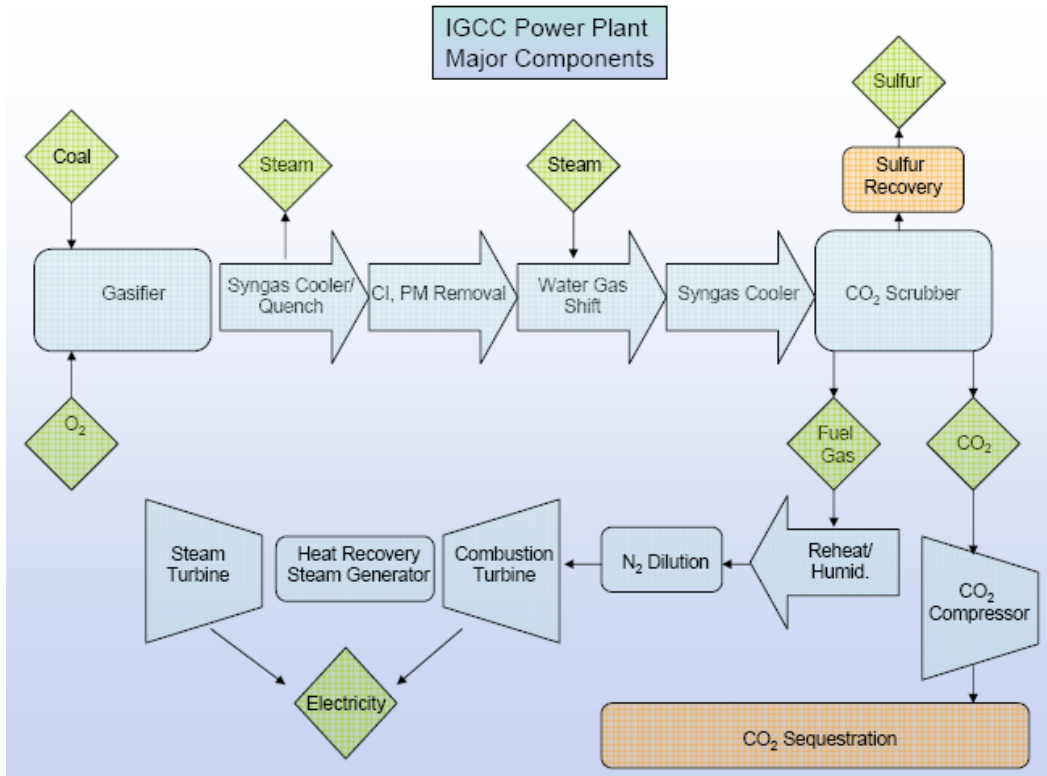 IGCC Power Plant
Major Components
Sulfur
Coal
Steam
Steam
Sulfur
Recovery
Gasifier
Syngas Cooler/
Quench
Cl, PM Removal
Water Gas
Shift
Syngas Cooler
CO₂ Scrubber
O₂
Fuel
Gas
CO₂
Steam
Turbine
Heat Recovery
Steam Generator
Combustion
Turbine
N₂ Dilution
Reheat/
Humid.
CO₂
Compressor
Electricity
CO₂ Sequestration